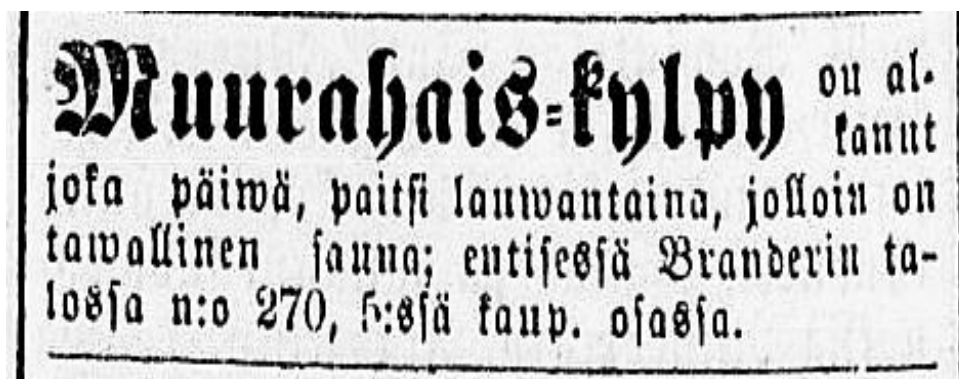 Muurahais-kylpy on al-
kanut
joka päiwä, paitsi lauwantaina, jolloin on
tawallinen sauna; entisessä Branderin ta-
lossa n:o 270, 5:ssä kaup. osassa.